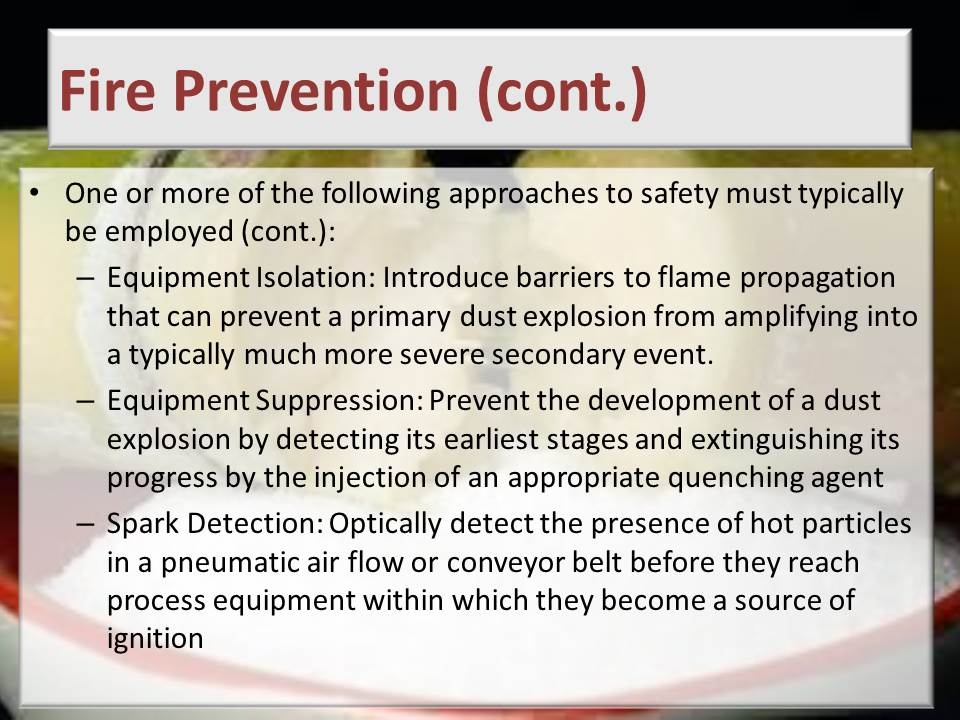 Fire Prevention (cont.)
• One or more of the following approaches to safety must typically
be employed (cont.):
– Equipment Isolation: Introduce barriers to flame propagation
that can prevent a primary dust explosion from amplifying into
a typically much more severe secondary event.
– Equipment Suppression: Prevent the development of a dust
explosion by detecting its earliest stages and extinguishing its
progress by the injection of an appropriate quenching agent
– Spark Detection: Optically detect the presence of hot particles
in a pneumatic air flow or conveyor belt before they reach
process equipment within which they become a source of
ignition